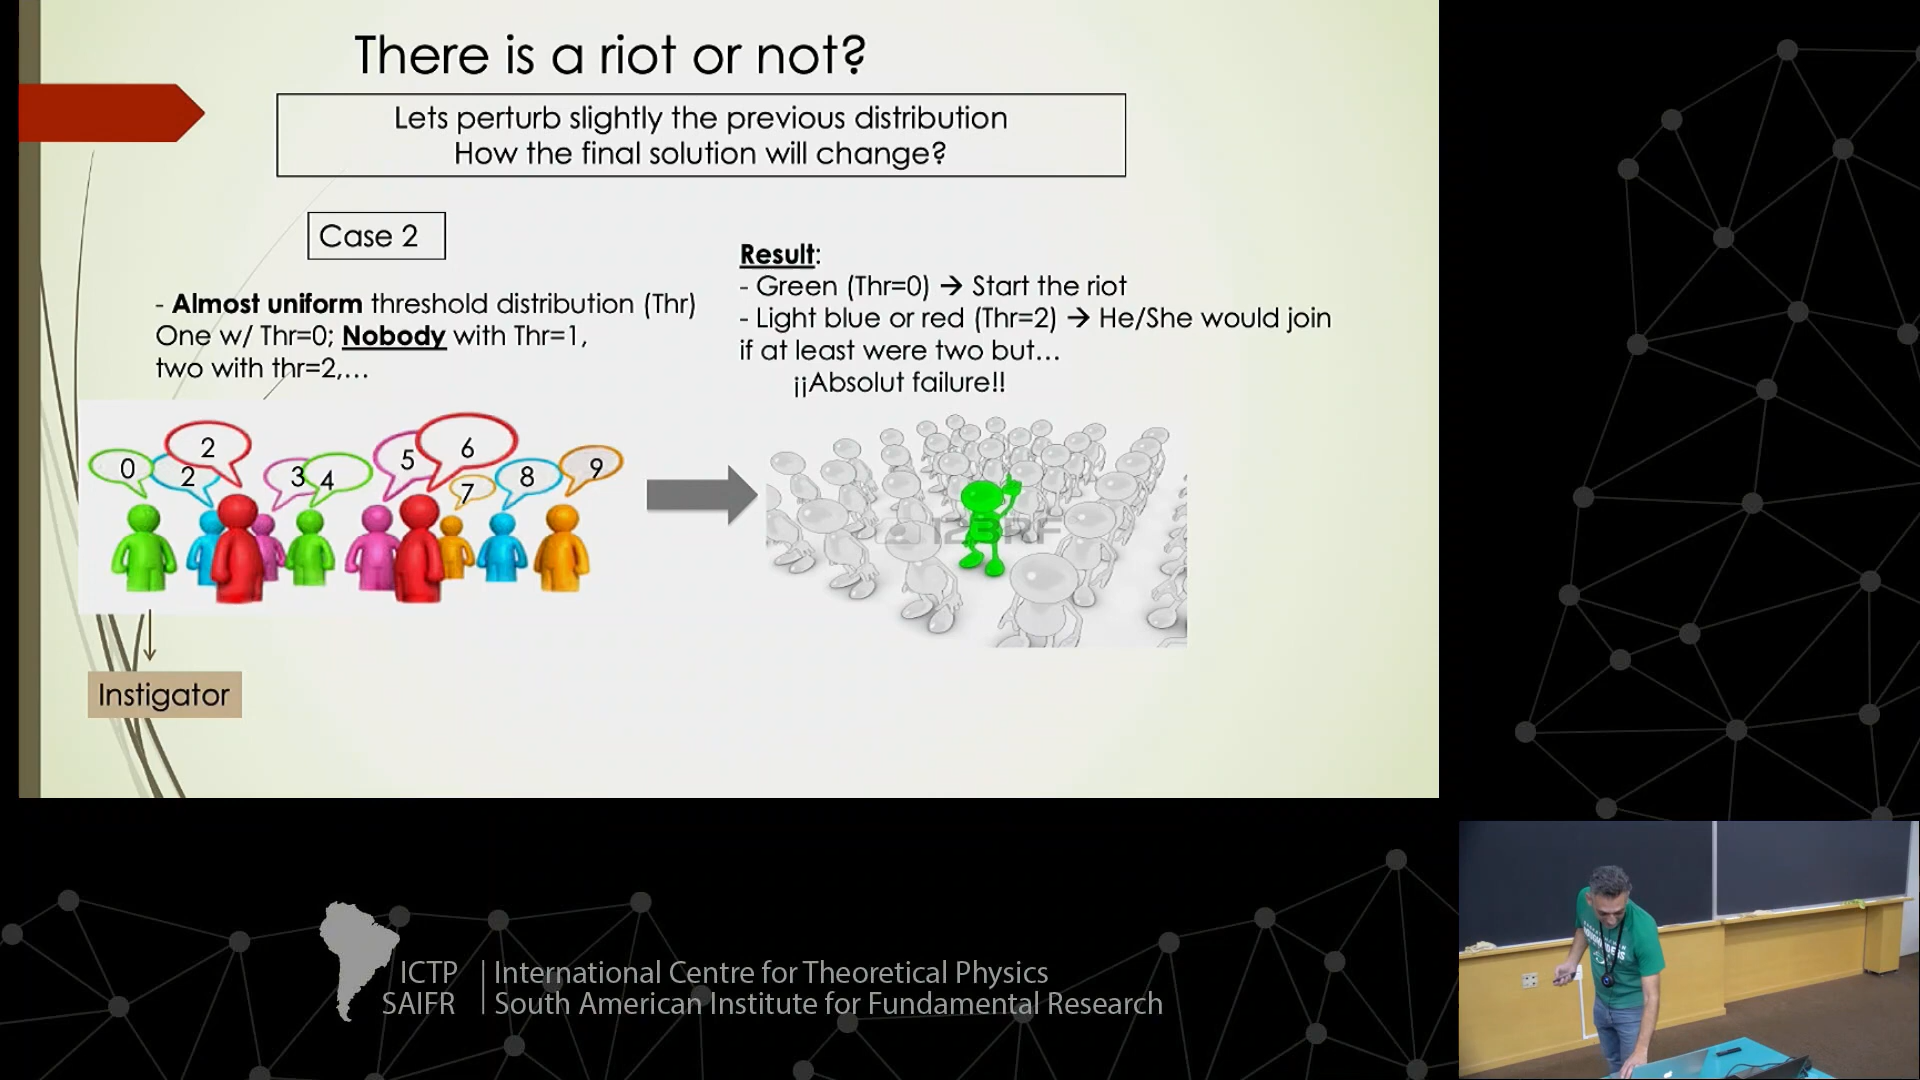 There is a riot or not?
Lets perturb slightly the previous distribution
How the final solution will change?
Case 2
- Almost uniform threshold distribution (Thr)
One w/ Thr=0; Nobody with Thr=1,
two with thr=2,...
Result:
- Green (Thr=0) → Start the riot
- Light blue or red (Thr=2) → He/She would join
if at least were two but...
¡¡Absolut failure!!
0
2
2
3
4
5
6
7
8
9
123RF
Instigator
ICTP
SAIFR
International Centre for Theoretical Physics
South American Institute for Fundamental Research